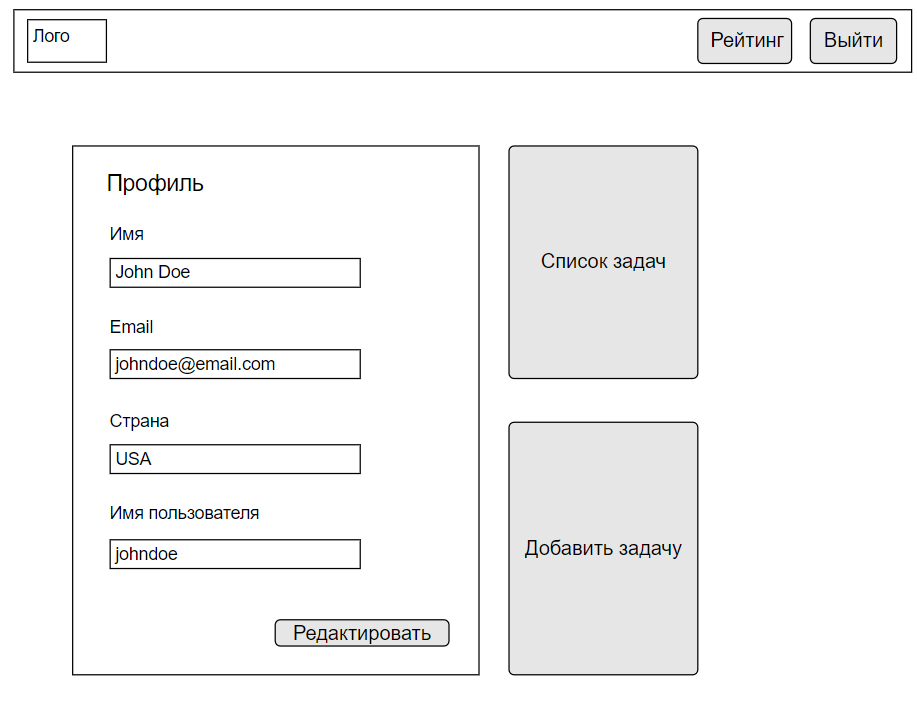 Лого
Рейтинг
Выйти
Профиль
Имя
John Doe
Email
johndoe@email.com
Страна
USA
Имя пользователя
johndoe
Редактировать
Список задач
Добавить задачу